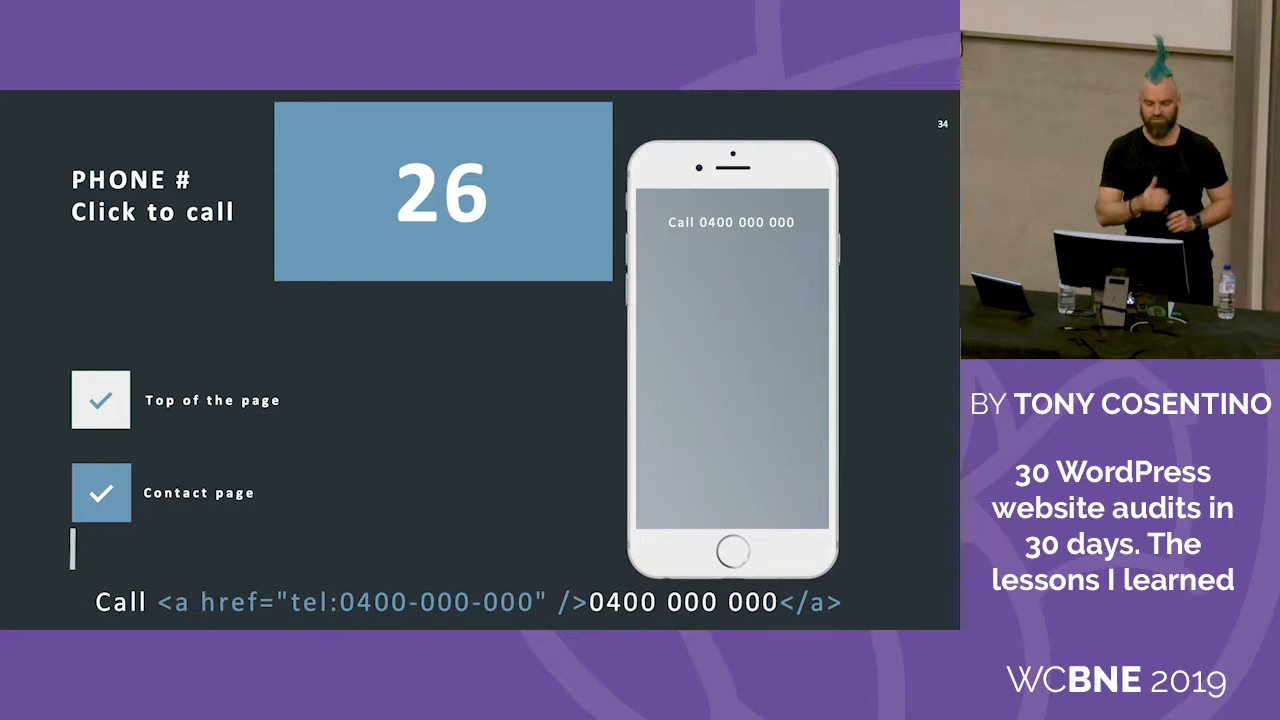 34
PHONE #
Click to call
26
Call 0400 000 000
Top of the page
Contact page
Call <a href="tel:0400-000-000" />0400 000 000</a>
BY TONY COSENTINO
30 WordPress
website audits in
30 days. The
lessons I learned
WCBNE 2019